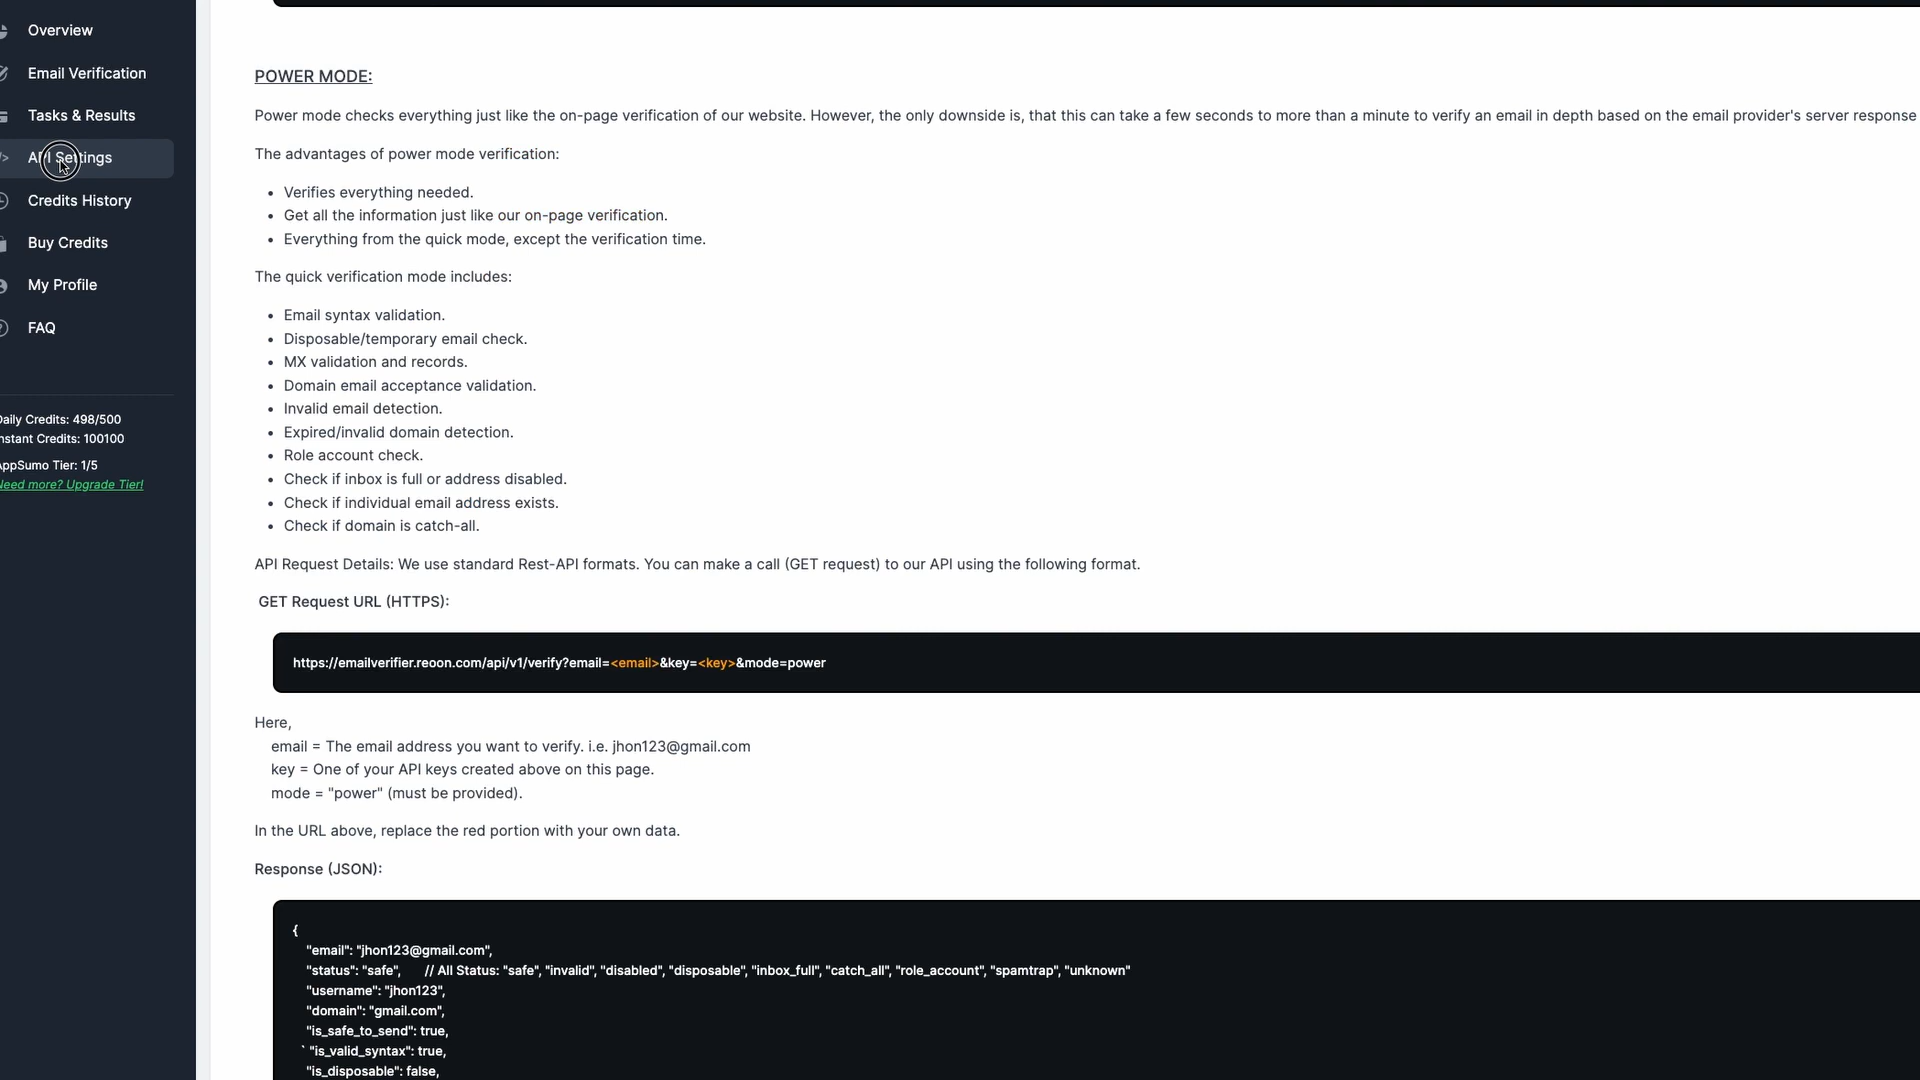 Overview
Email Verification
Tasks & Results
API Settings
Credits History
Buy Credits
My Profile
FAQ
Daily Credits: 498/500
Instant Credits: 100100
AppSumo Tier: 1/5
Need more? Upgrade Tier!
POWER MODE:
Power mode checks everything just like the on-page verification of our website. However, the only downside is, that this can take a few seconds to more than a minute to verify an email in depth based on the email provider's server response
The advantages of power mode verification:
• Verifies everything needed.
• Get all the information just like our on-page verification.
• Everything from the quick mode, except the verification time.
The quick verification mode includes:
• Email syntax validation.
• Disposable/temporary email check.
• MX validation and records.
• Domain email acceptance validation.
• Invalid email detection.
• Expired/invalid domain detection.
• Role account check.
• Check if inbox is full or address disabled.
• Check if individual email address exists.
• Check if domain is catch-all.
API Request Details: We use standard Rest-API formats. You can make a call (GET request) to our API using the following format.
GET Request URL (HTTPS):
https://emailverifier.reoon.com/api/v1/verify?email=<email>&key=<key>&mode=power
Here,
email = The email address you want to verify. i.e. jhon123@gmail.com
key = One of your API keys created above on this page.
mode = "power" (must be provided).
In the URL above, replace the red portion with your own data.
Response (JSON):
{
"email": "jhon123@gmail.com",
"status": "safe", // All Status: "safe", "invalid", "disabled", "disposable", "inbox_full", "catch_all", "role_account", "spamtrap", "unknown"
"username": "jhon123",
"domain": "gmail.com",
"is_safe_to_send": true,
` "is_valid_syntax": true,
"is_disposable": false,